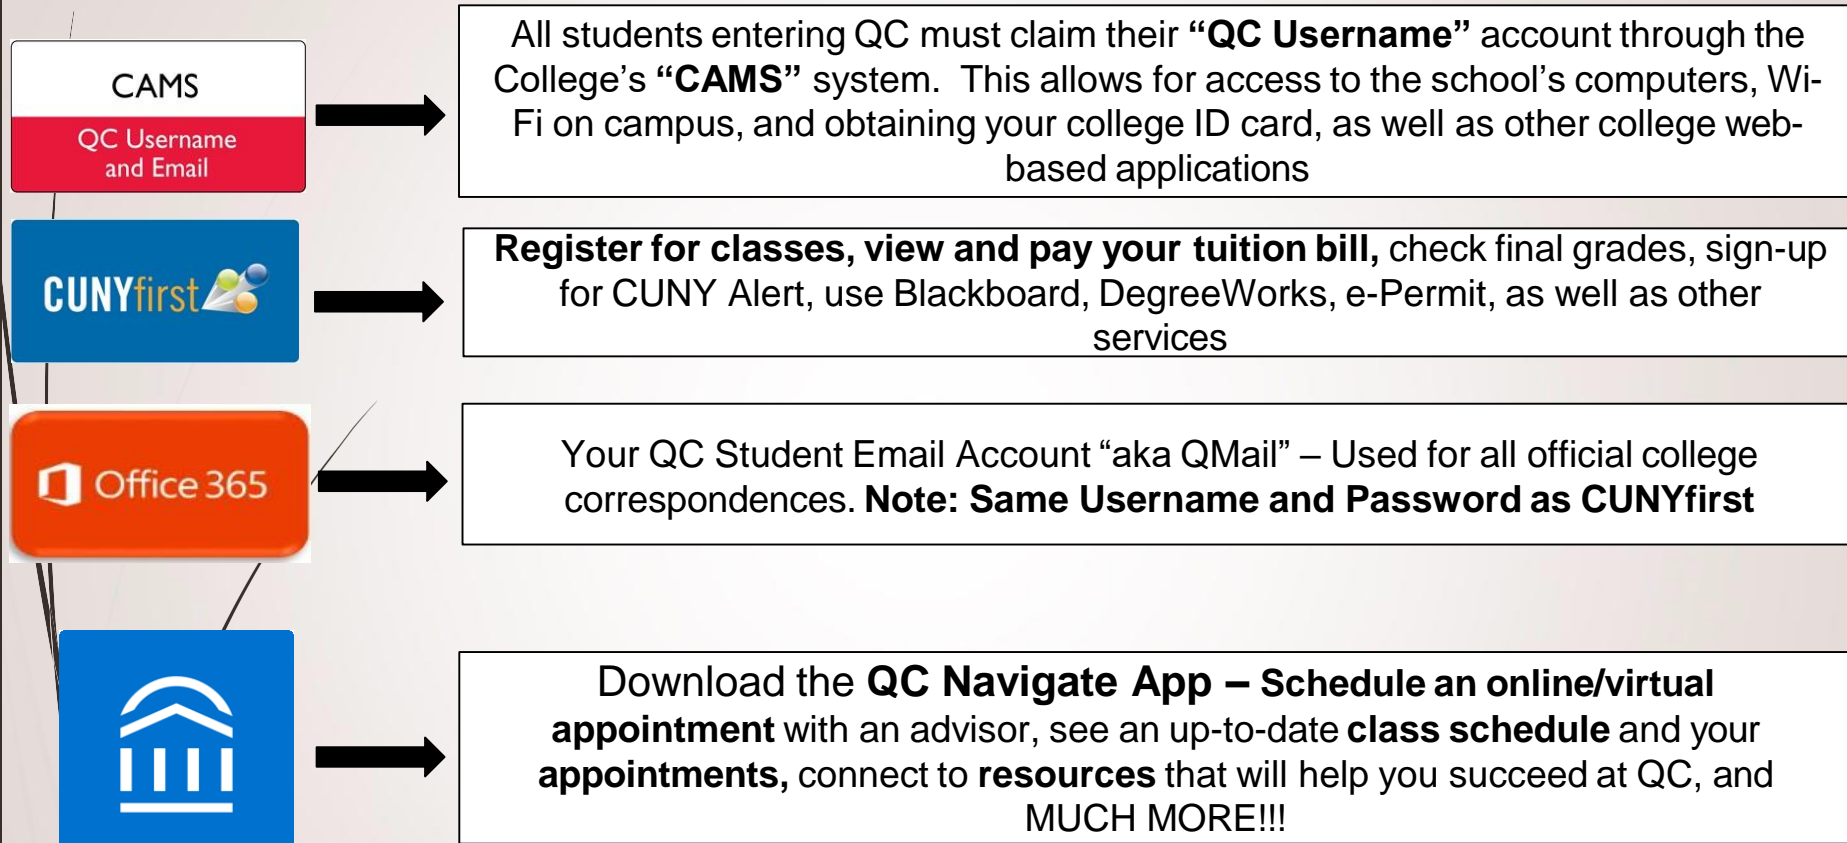 CAMS
QC Username
and Email
All students entering QC must claim their “QC Username” account through the
College’s “CAMS” system.  This allows for access to the school’s computers, Wi-
Fi on campus, and obtaining your college ID card, as well as other college web-
based applications
CUNYfirst
Register for classes, view and pay your tuition bill, check final grades, sign-up
for CUNY Alert, use Blackboard, DegreeWorks, e-Permit, as well as other
services
Office 365
Your QC Student Email Account “aka QMail” – Used for all official college
correspondences. Note: Same Username and Password as CUNYfirst
Download the QC Navigate App – Schedule an online/virtual
appointment with an advisor, see an up-to-date class schedule and your
appointments, connect to resources that will help you succeed at QC, and
MUCH MORE!!!